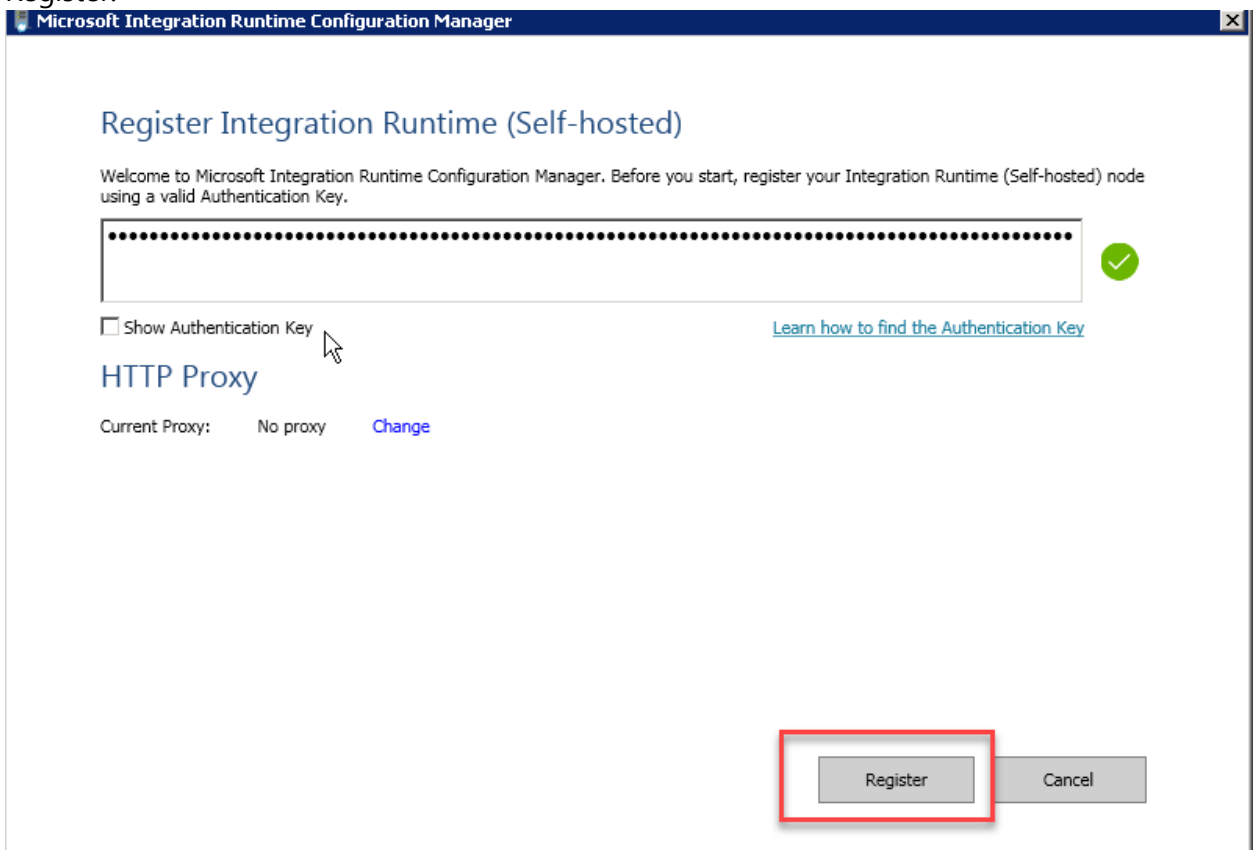 Register.
Microsoft Integration Runtime Configuration Manager
Register Integration Runtime (Self-hosted)
Welcome to Microsoft Integration Runtime Configuration Manager. Before you start, register your Integration Runtime (Self-hosted) node
using a valid Authentication Key.
Show Authentication Key
Learn how to find the Authentication Key
HTTP Proxy
Current Proxy: No proxy Change
Register Cancel